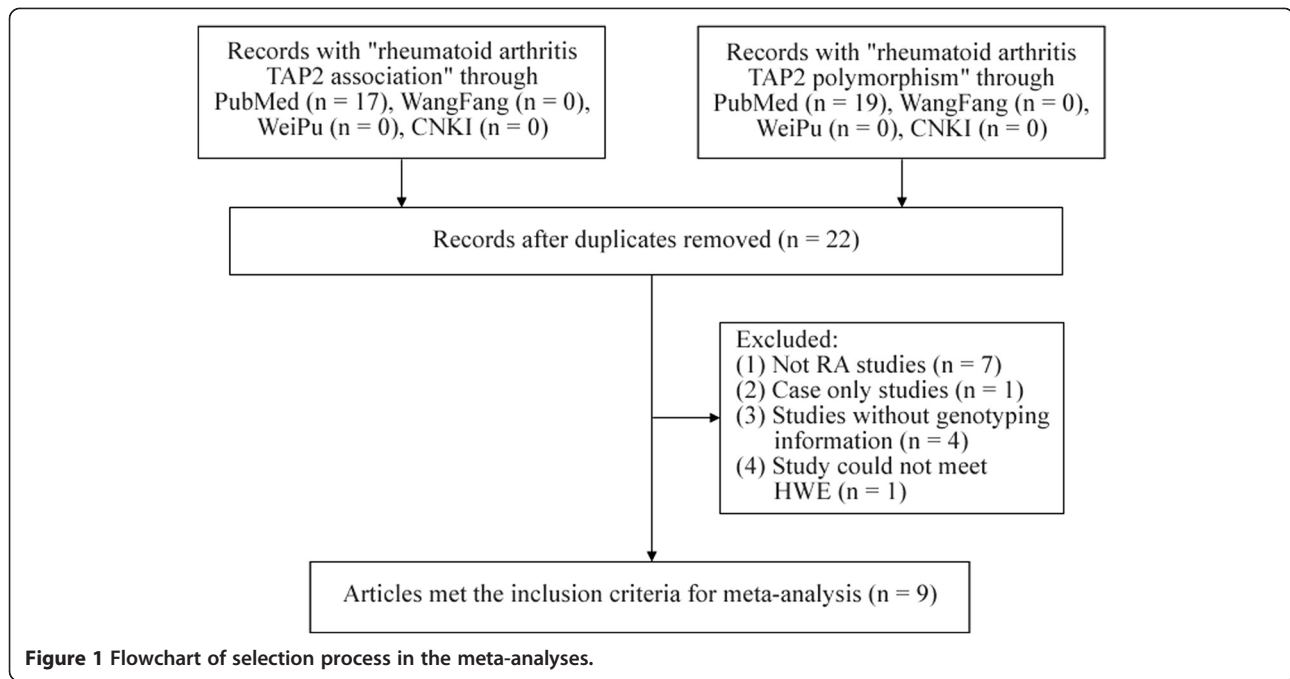 Records with "rheumatoid arthritis
TAP2 association" through
PubMed (n = 17), WangFang (n = 0),
WeiPu (n = 0), CNKI (n = 0)
Records with "rheumatoid arthritis
TAP2 polymorphism" through
PubMed (n = 19), WangFang (n = 0),
WeiPu (n = 0), CNKI (n = 0)
Records after duplicates removed (n = 22)
Excluded:
(1) Not RA studies (n = 7)
(2) Case only studies (n = 1)
(3) Studies without genotyping
information (n = 4)
(4) Study could not meet
HWE (n = 1)
Articles met the inclusion criteria for meta-analysis (n = 9)
Figure 1 Flowchart of selection process in the meta-analyses.